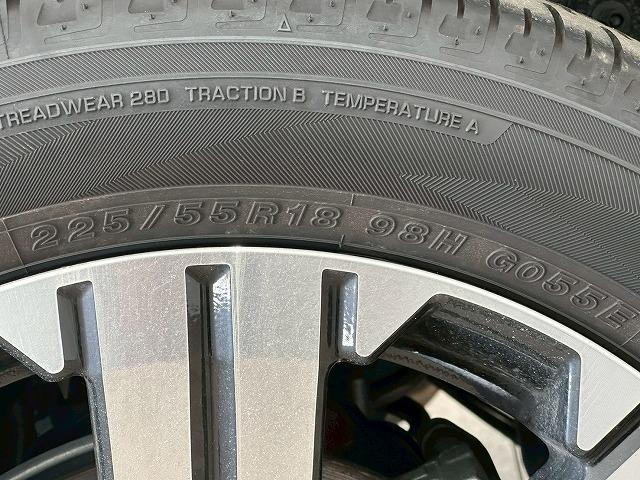 TREADWEAR 280 TRACTION B TEMPERATURE A
225/55R18 98H G055E